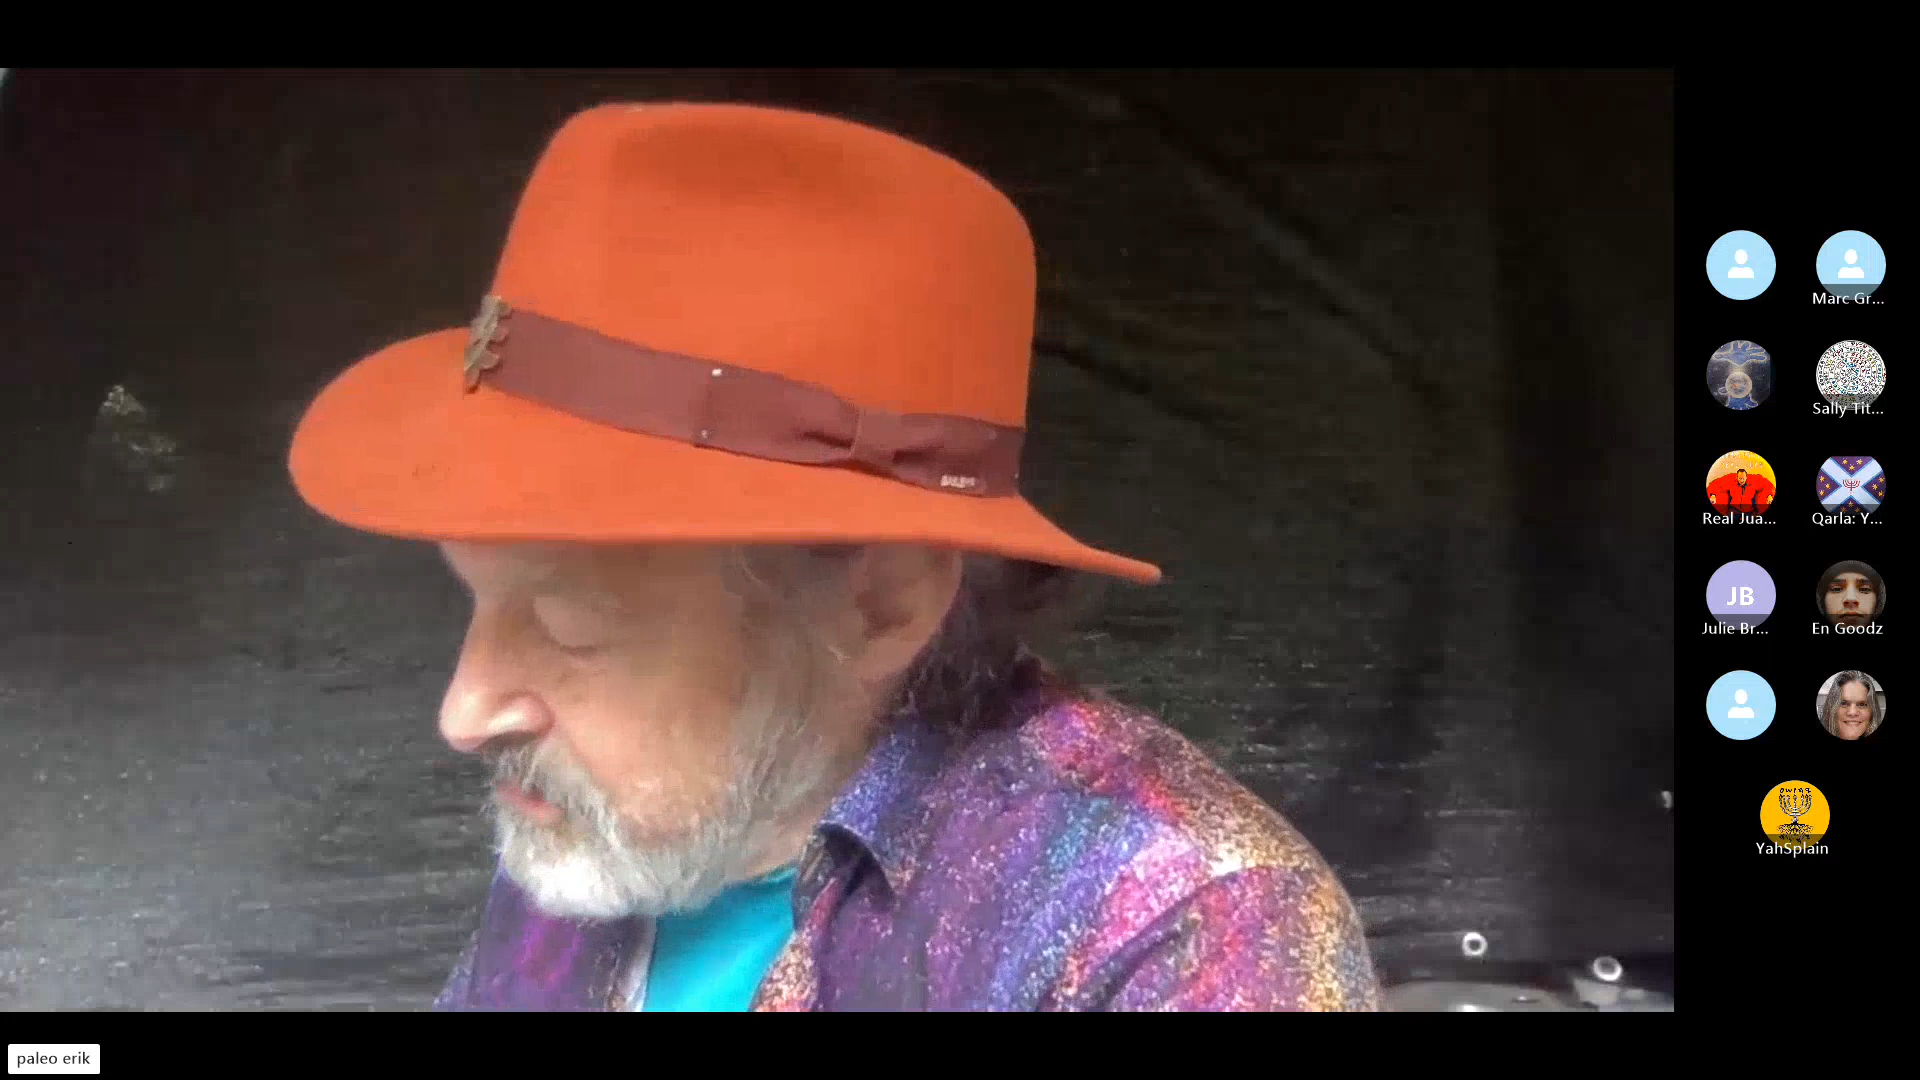 Marc Gr...
Sally Tit...
Real Jua...
Qarla: Y...
JB
Julie Br...
En Goodz
YahSplain
paleo erik